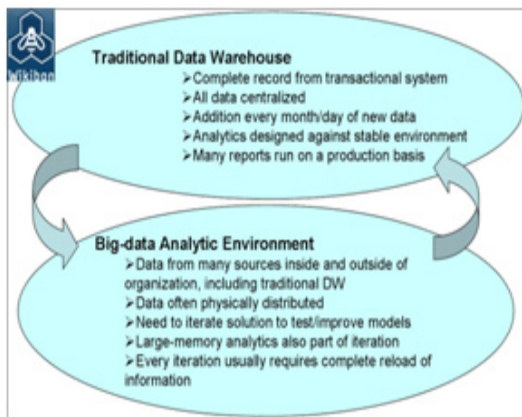 Wikibon
Traditional Data Warehouse
➢Complete record from transactional system
➢All data centralized
➢Addition every month/day of new data
➢Analytics designed against stable environment
➢Many reports run on a production basis
Big-data Analytic Environment
➢Data from many sources inside and outside of
organization, including traditional DW
➢Data often physically distributed
➢Need to iterate solution to test/improve models
➢Large-memory analytics also part of iteration
➢Every iteration usually requires complete reload of
information